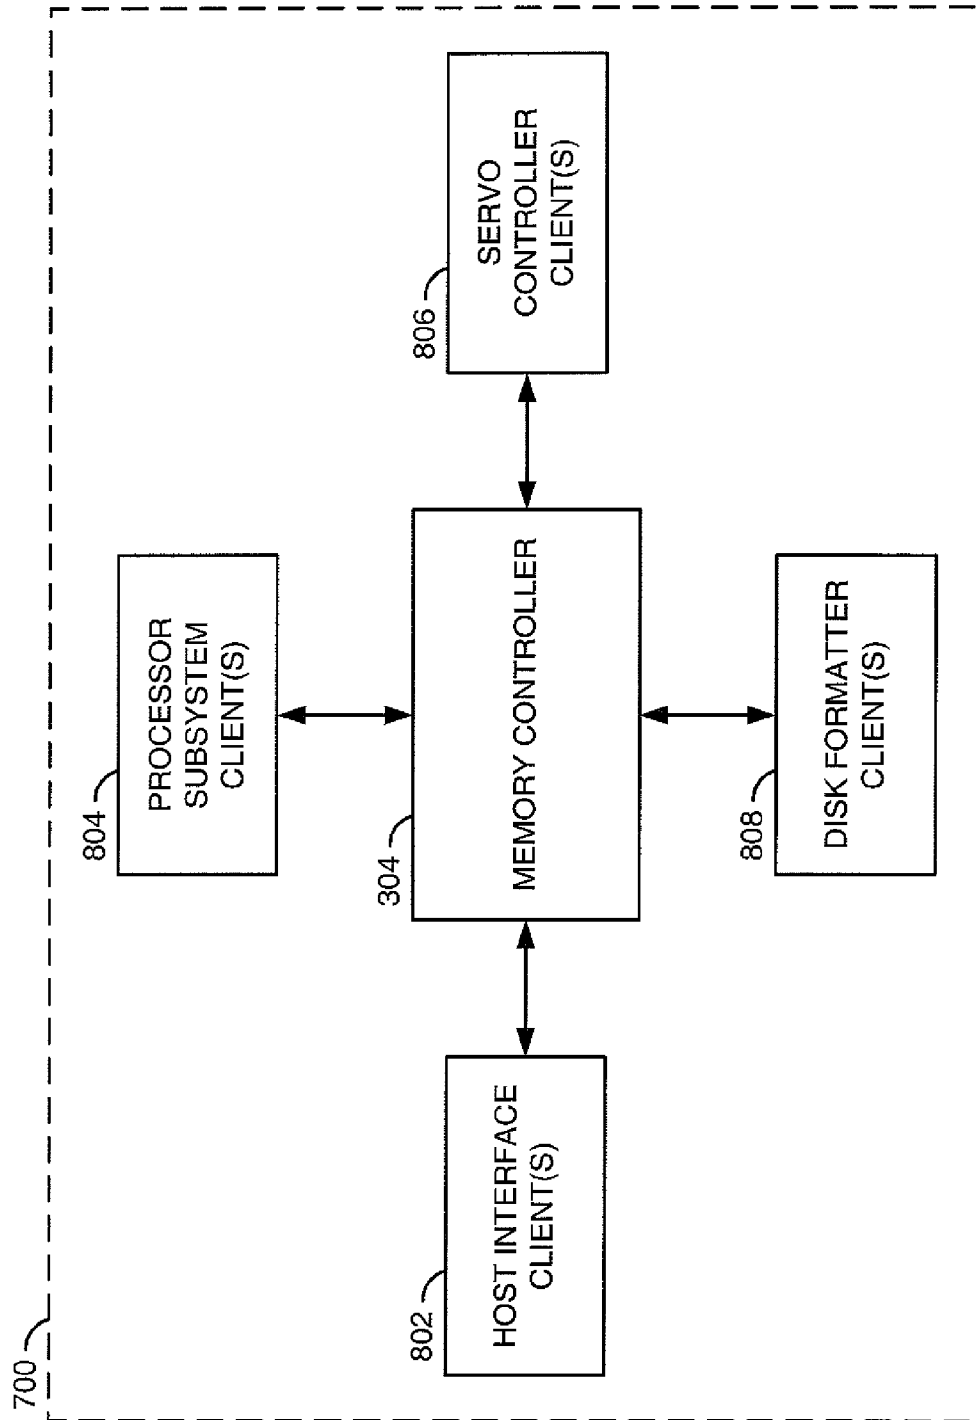 700
804
PROCESSOR
SUBSYSTEM
CLIENT(S)
802
HOST INTERFACE
CLIENT(S)
304
MEMORY CONTROLLER
806
SERVO
CONTROLLER
CLIENT(S)
808
DISK FORMATTER
CLIENT(S)